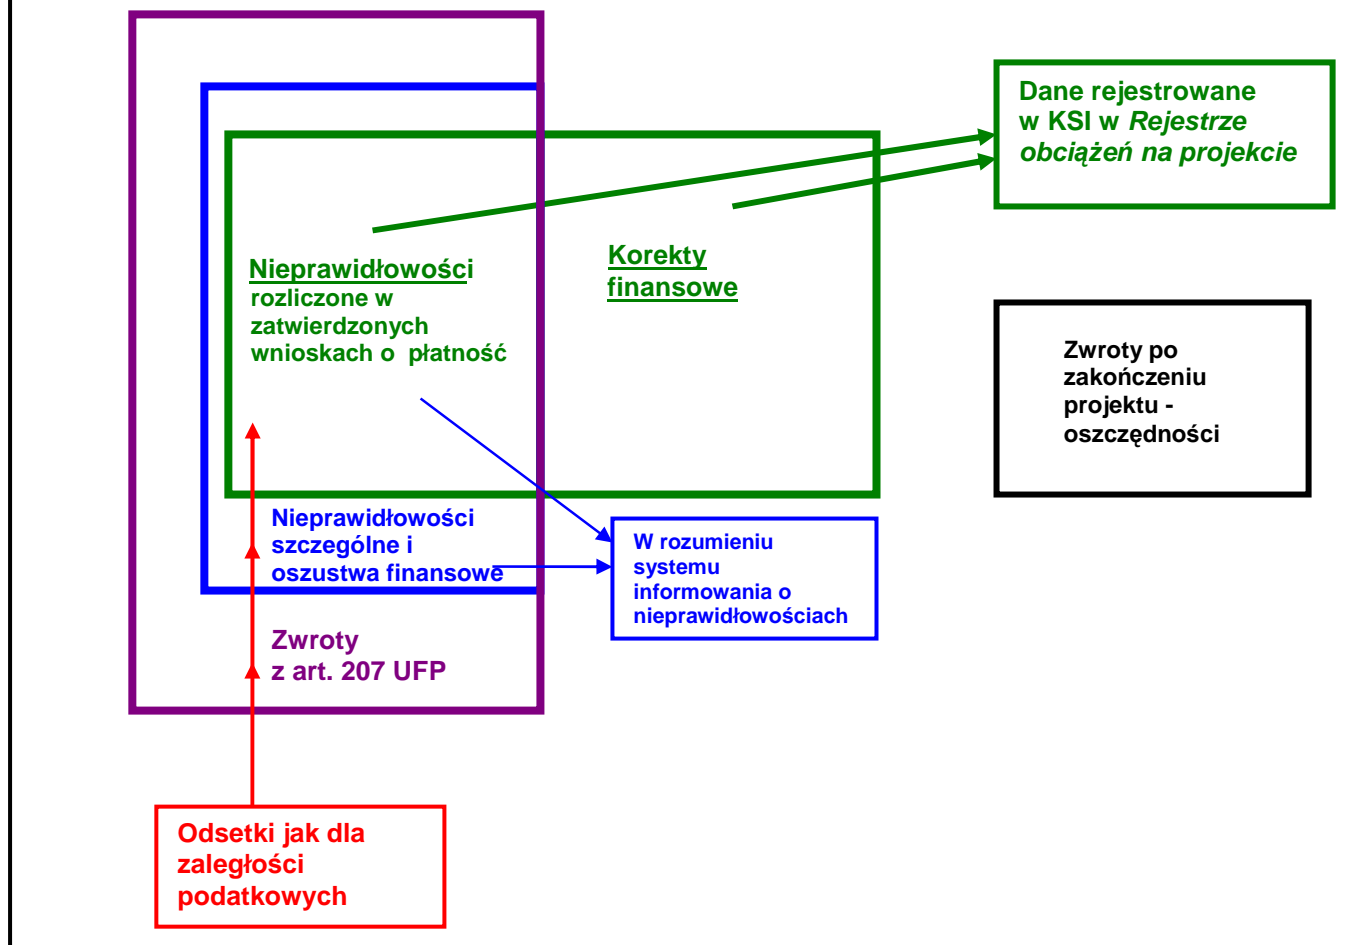 Dane rejestrowane
w KSI w Rejestrze
obciążeń na projekcie
Nieprawidłowości
rozliczone w
zatwierdzonych
wnioskach o płatność
Korekty
finansowe
Zwroty po
zakończeniu
projektu -
oszczędności
Nieprawidłowości
szczególne i
oszustwa finansowe
W rozumieniu
systemu
informowania o
nieprawidłowościach
Zwroty
z art. 207 UFP
Odsetki jak dla
zaległości
podatkowych